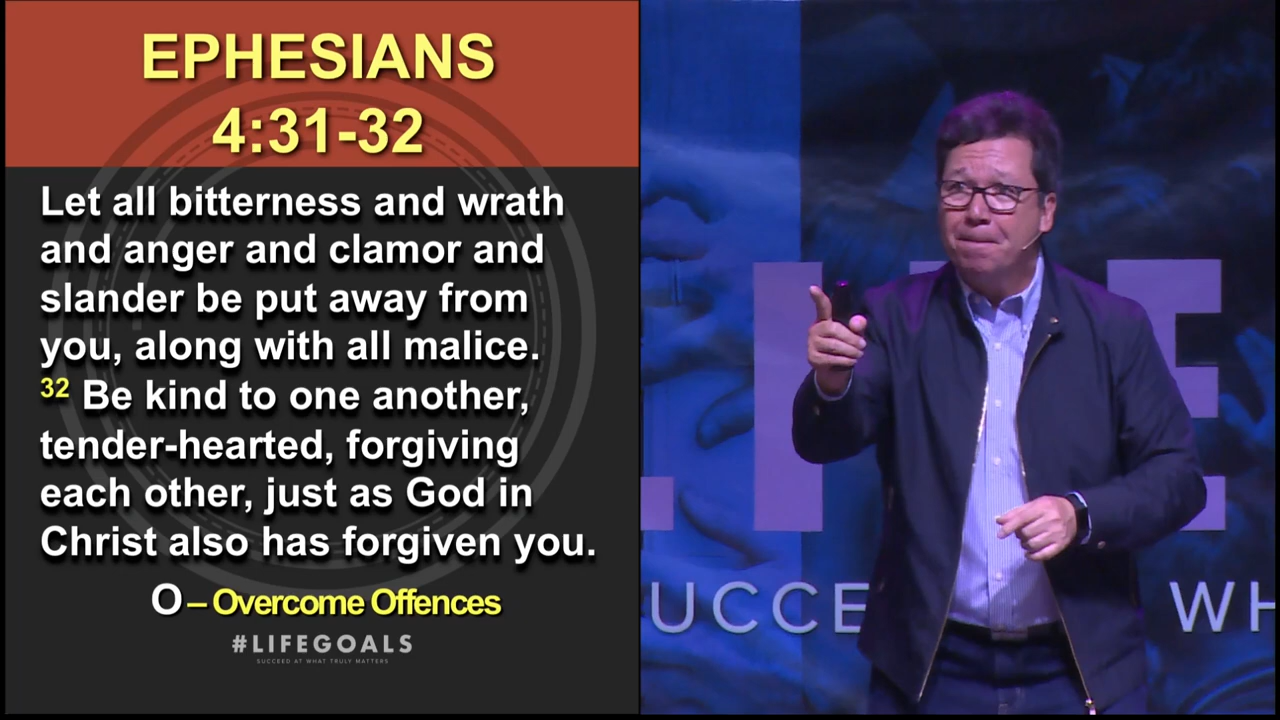 EPHESIANS
4:31-32
Let all bitterness and wrath
and anger and clamor and
slander be put away from
you, along with all malice.
32 Be kind to one another,
tender-hearted, forgiving
each other, just as God in
Christ also has forgiven you.
O – Overcome Offences
#LIFEGOALS
SUCCEED AT WHAT TRULY MATTERS
LIFE
UCCE WH